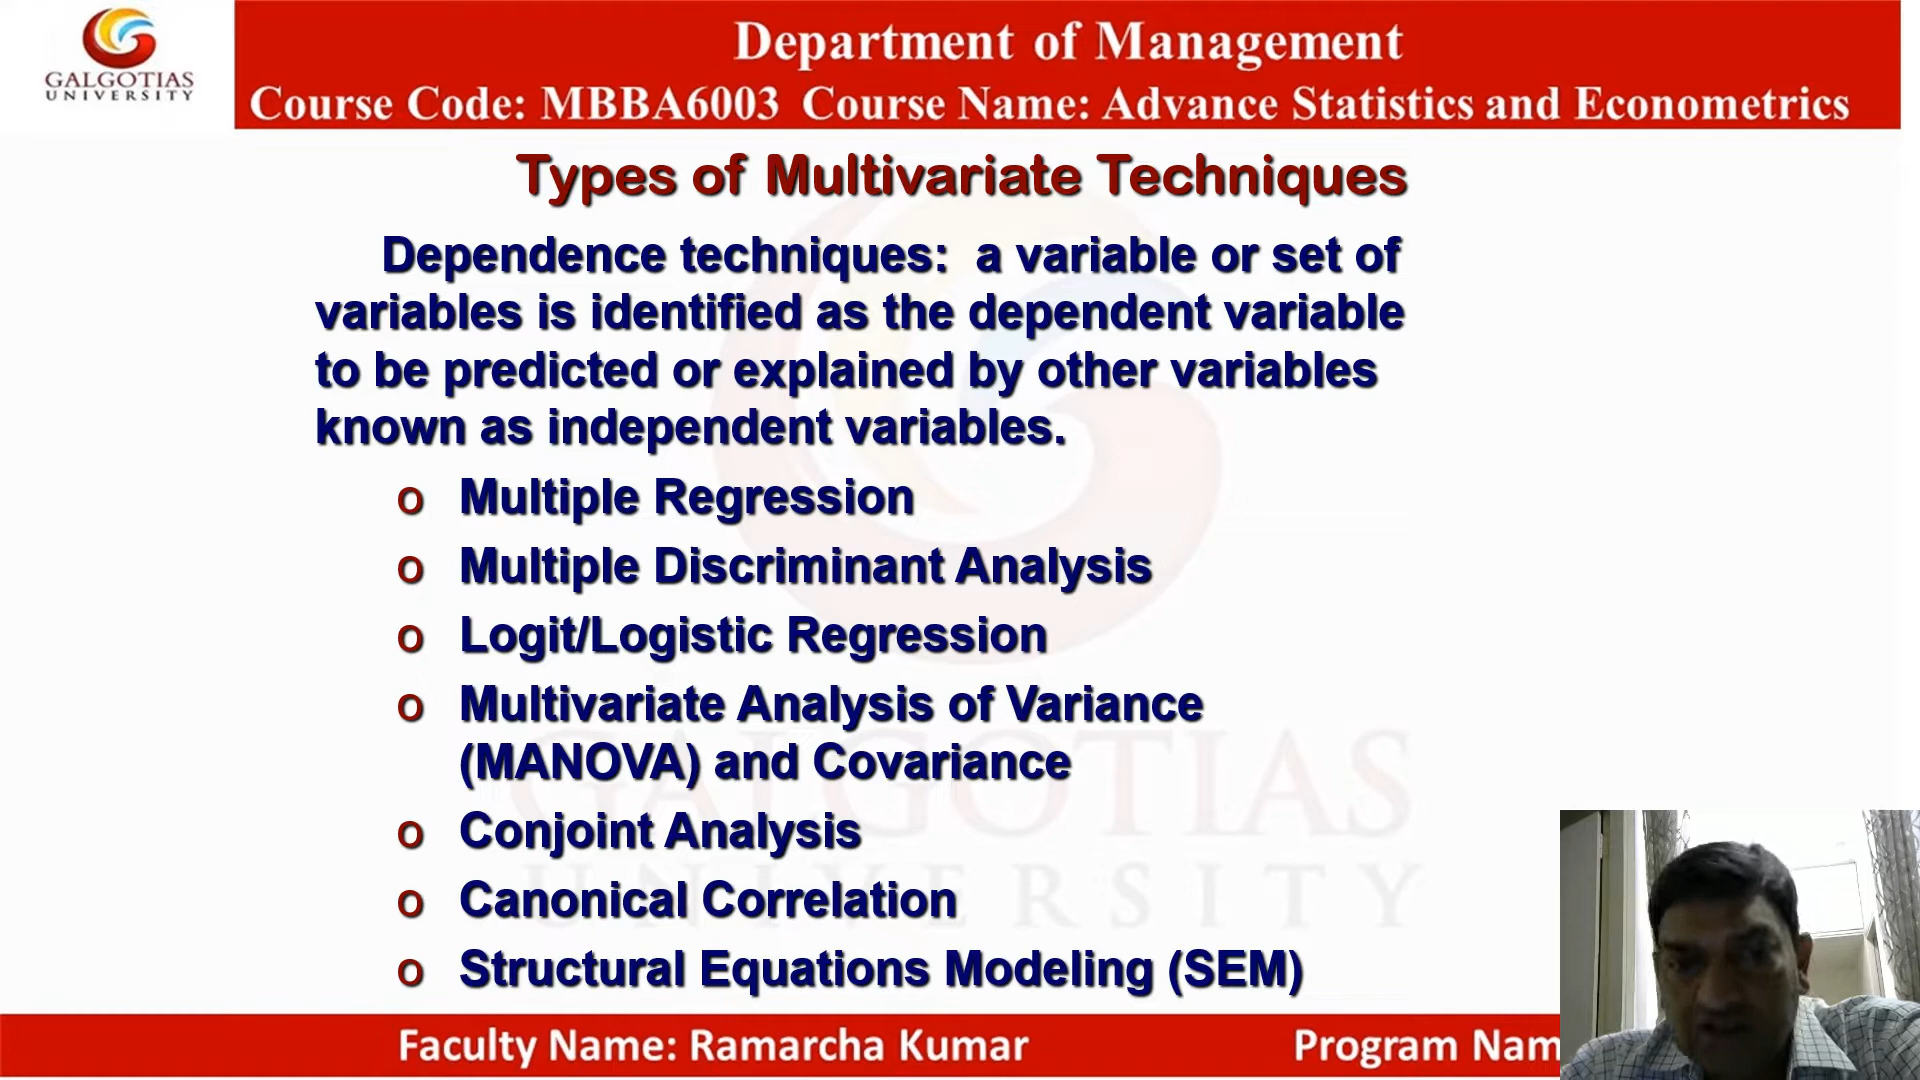 GALGOTIAS
UNIVERSITY
Department of Management
Course Code: MBBA6003 Course Name: Advance Statistics and Econometrics
Types of Multivariate Techniques
Dependence techniques: a variable or set of
variables is identified as the dependent variable
to be predicted or explained by other variables
known as independent variables.
o Multiple Regression
o Multiple Discriminant Analysis
o Logit/Logistic Regression
o Multivariate Analysis of Variance
(MANOVA) and Covariance
o Conjoint Analysis
o Canonical Correlation
o Structural Equations Modeling (SEM)
GALGOTIAS
UNIVERSITY
Faculty Name: Ramarcha Kumar
Program Nam